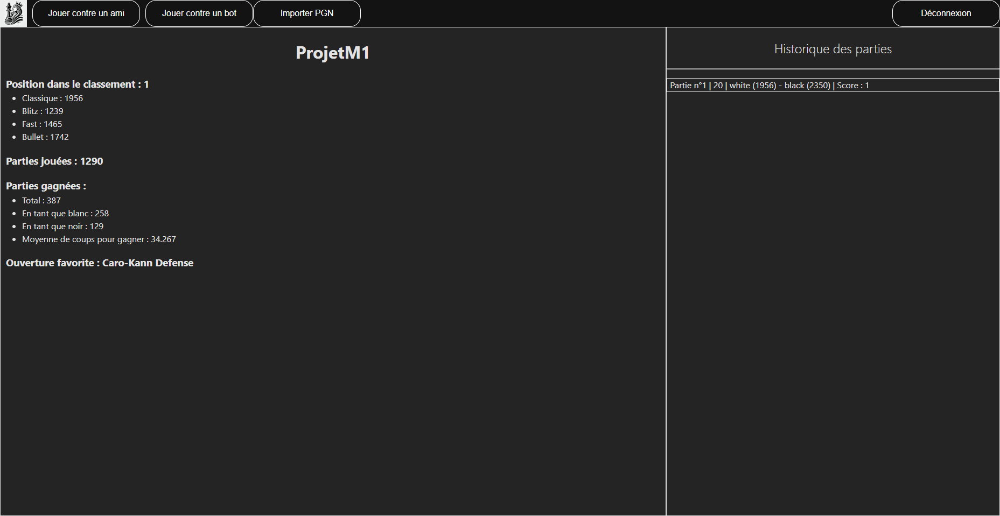 Jouer contre un ami
Jouer contre un bot
Importer PGN
Déconnexion
ProjetM1
Position dans le classement : 1
Classique : 1956
Blitz : 1239
Fast : 1465
Bullet : 1742
Parties jouées : 1290
Parties gagnées :
Total : 387
En tant que blanc : 258
En tant que noir : 129
Moyenne de coups pour gagner : 34.267
Ouverture favorite : Caro-Kann Defense
Historique des parties
Partie n°1 | 20 | white (1956) - black (2350) | Score : 1